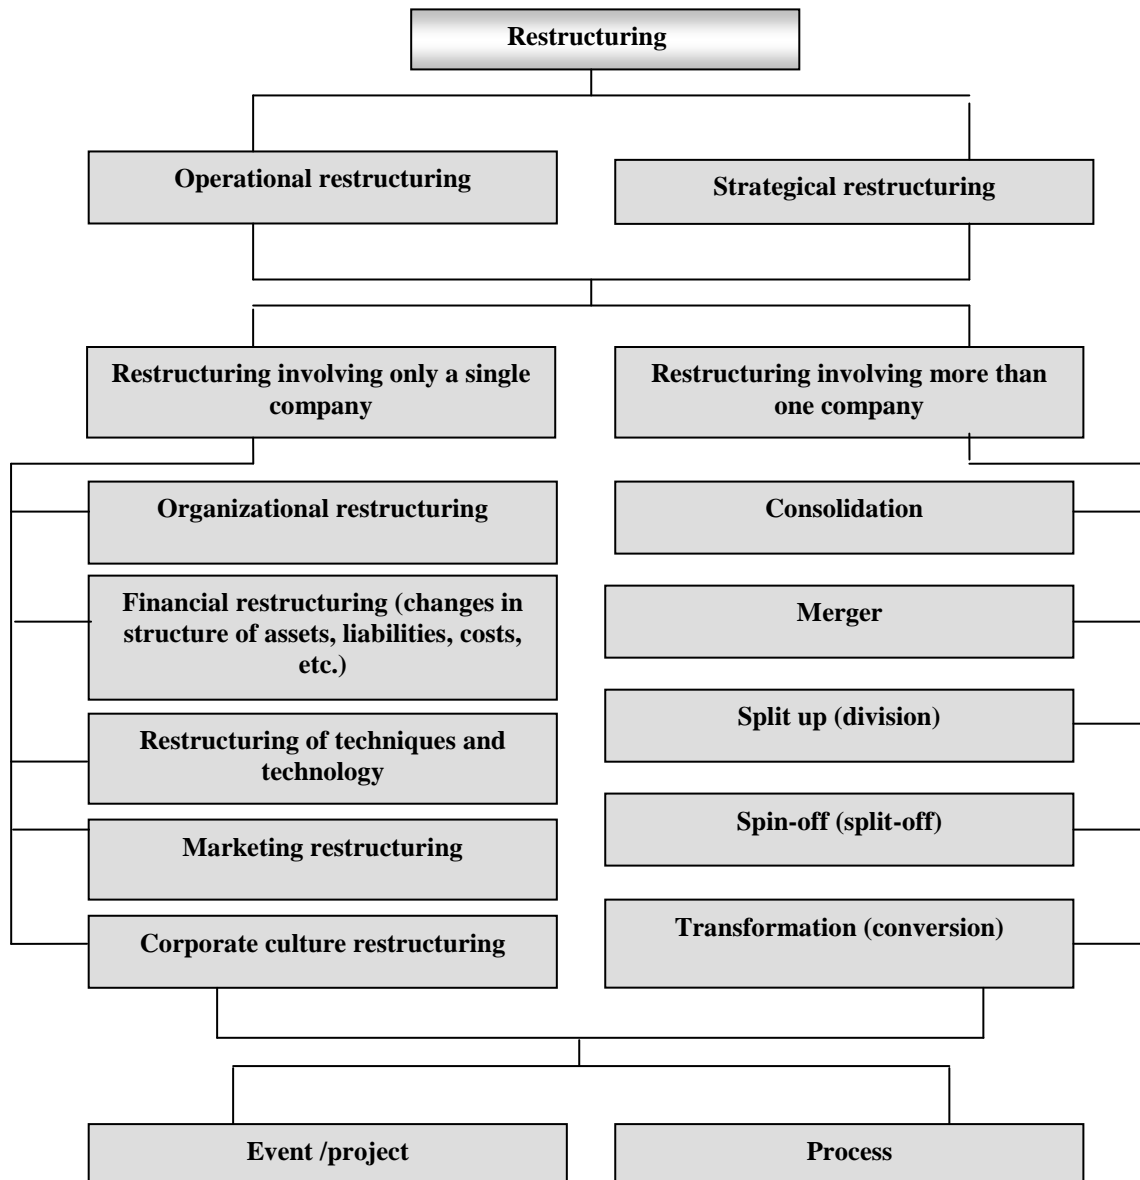 Restructuring
Operational restructuring
Strategical restructuring
Restructuring involving only a single
company
Restructuring involving more than
one company
Organizational restructuring
Financial restructuring (changes in
structure of assets, liabilities, costs,
etc.)
Restructuring of techniques and
technology
Marketing restructuring
Corporate culture restructuring
Consolidation
Merger
Split up (division)
Spin-off (split-off)
Transformation (conversion)
Event /project
Process